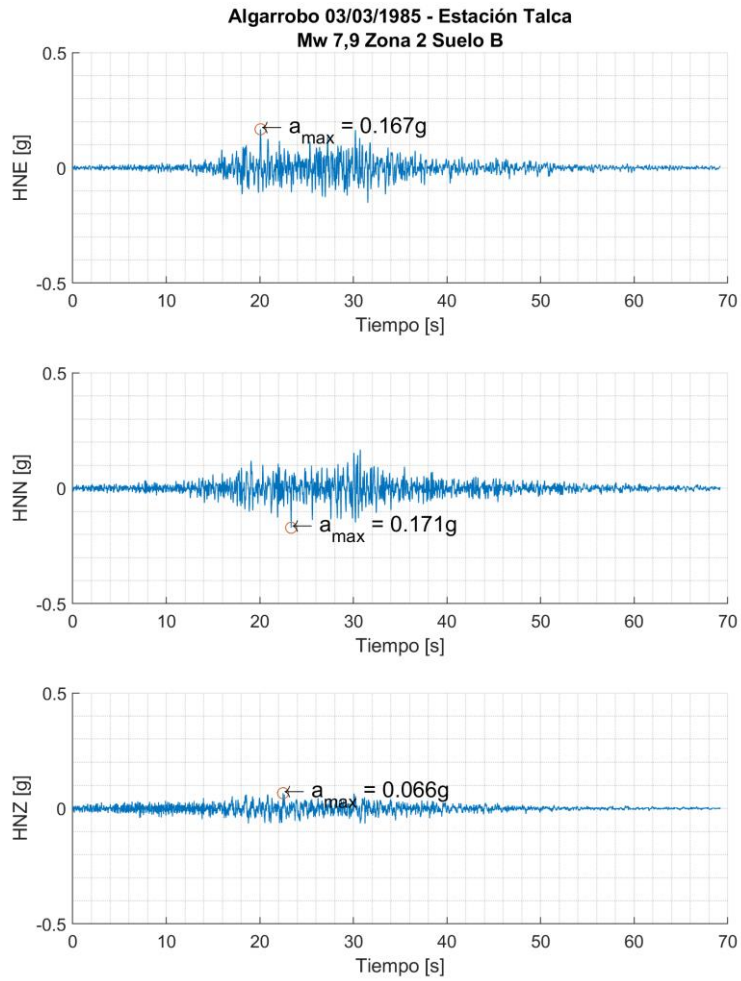 Algarrobo 03/03/1985 - Estación Talca
Mw 7,9 Zona 2 Suelo B
0.5
HNE [g]
0
-0.5
← a_max = 0.167g
0 10 20 30 40 50 60 70
Tiempo [s]
0.5
HNN [g]
0
-0.5
← a_max = 0.171g
0 10 20 30 40 50 60 70
Tiempo [s]
0.5
HNZ [g]
0
-0.5
← a_max = 0.066g
0 10 20 30 40 50 60 70
Tiempo [s]